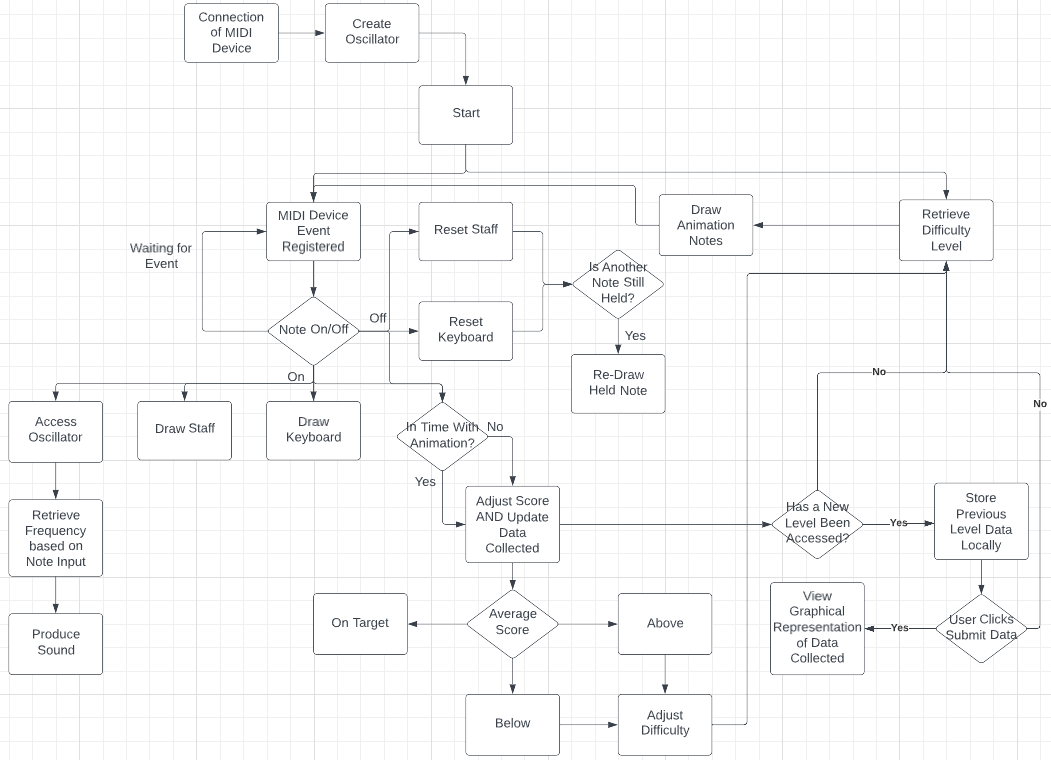 Connection
of MIDI
Device
Create
Oscillator
Start
MIDI Device
Event
Registered
Reset Staff
Draw
Animation
Notes
Retrieve
Difficulty
Level
Waiting for
Event
Is Another
Note Still
Held?
Note On/Off
Off
Reset
Keyboard
Yes
On
Re-Draw
Held Note
No
No
Access
Oscillator
Draw Staff
Draw
Keyboard
In Time With
Animation?
No
Yes
Retrieve
Frequency
based on
Note Input
Adjust Score
AND Update
Data
Collected
Has a New
Level Been
Accessed?
Yes
Store
Previous
Level Data
Locally
Produce
Sound
On Target
Average
Score
Above
View
Graphical
Representation
of Data
Collected
Yes
User Clicks
Submit Data
Below
Adjust
Difficulty